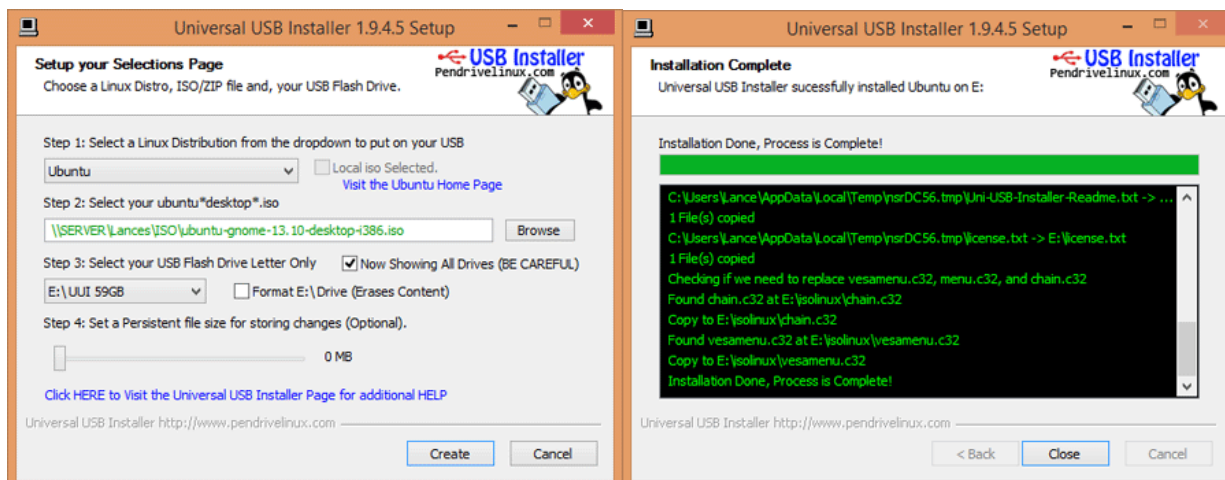 Universal USB Installer 1.9.4.5 Setup
Setup your Selections Page
Choose a Linux Distro, ISO/ZIP file and, your USB Flash Drive.
USB Installer
Pendrivelinux.com
Step 1: Select a Linux Distribution from the dropdown to put on your USB
Ubuntu
Local iso Selected.
Visit the Ubuntu Home Page
Step 2: Select your ubuntu*desktop*.iso
\\SERVER\Lances\ISO\ubuntu-gnome-13.10-desktop-i386.iso
Browse
Step 3: Select your USB Flash Drive Letter Only
Now Showing All Drives (BE CAREFUL)
E:\UUI 59GB
Format E:\ Drive (Erases Content)
Step 4: Set a Persistent file size for storing changes (Optional).
0 MB
Click HERE to Visit the Universal USB Installer Page for additional HELP
Universal USB Installer http://www.pendrivelinux.com
Create
Cancel
Universal USB Installer 1.9.4.5 Setup
Installation Complete
Universal USB Installer sucessfully installed Ubuntu on E:
USB Installer
Pendrivelinux.com
Installation Done, Process is Complete!
C:\Users\Lance\AppData\Local\Temp\nsrDC56.tmp\Uni-USB-Installer-Readme.txt -> ...
1 File(s) copied
C:\Users\Lance\AppData\Local\Temp\nsrDC56.tmp\license.txt -> E:\license.txt
1 File(s) copied
Checking if we need to replace vesamenu.c32, menu.c32, and chain.c32
Found chain.c32 at E:\isolinux\chain.c32
Copy to E:\isolinux\chain.c32
Found vesamenu.c32 at E:\isolinux\vesamenu.c32
Copy to E:\isolinux\vesamenu.c32
Installation Done, Process is Complete!
Universal USB Installer http://www.pendrivelinux.com
< Back
Close
Cancel